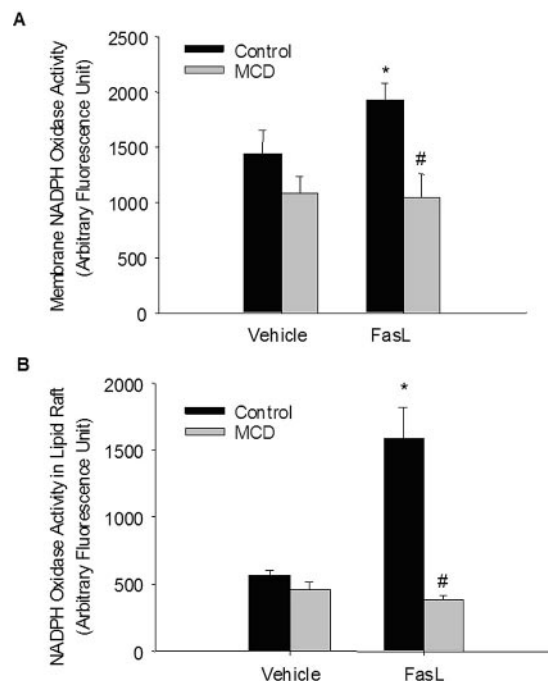 A
Membrane NADPH Oxidase Activity
(Arbitrary Fluorescence Unit)
2500
2000
1500
1000
500
0
Control
MCD
*
#
Vehicle
FasL
B
NADPH Oxidase Activity in Lipid Raft
(Arbitrary Fluorescence Unit)
2000
1500
1000
500
0
Control
MCD
*
#
Vehicle
FasL